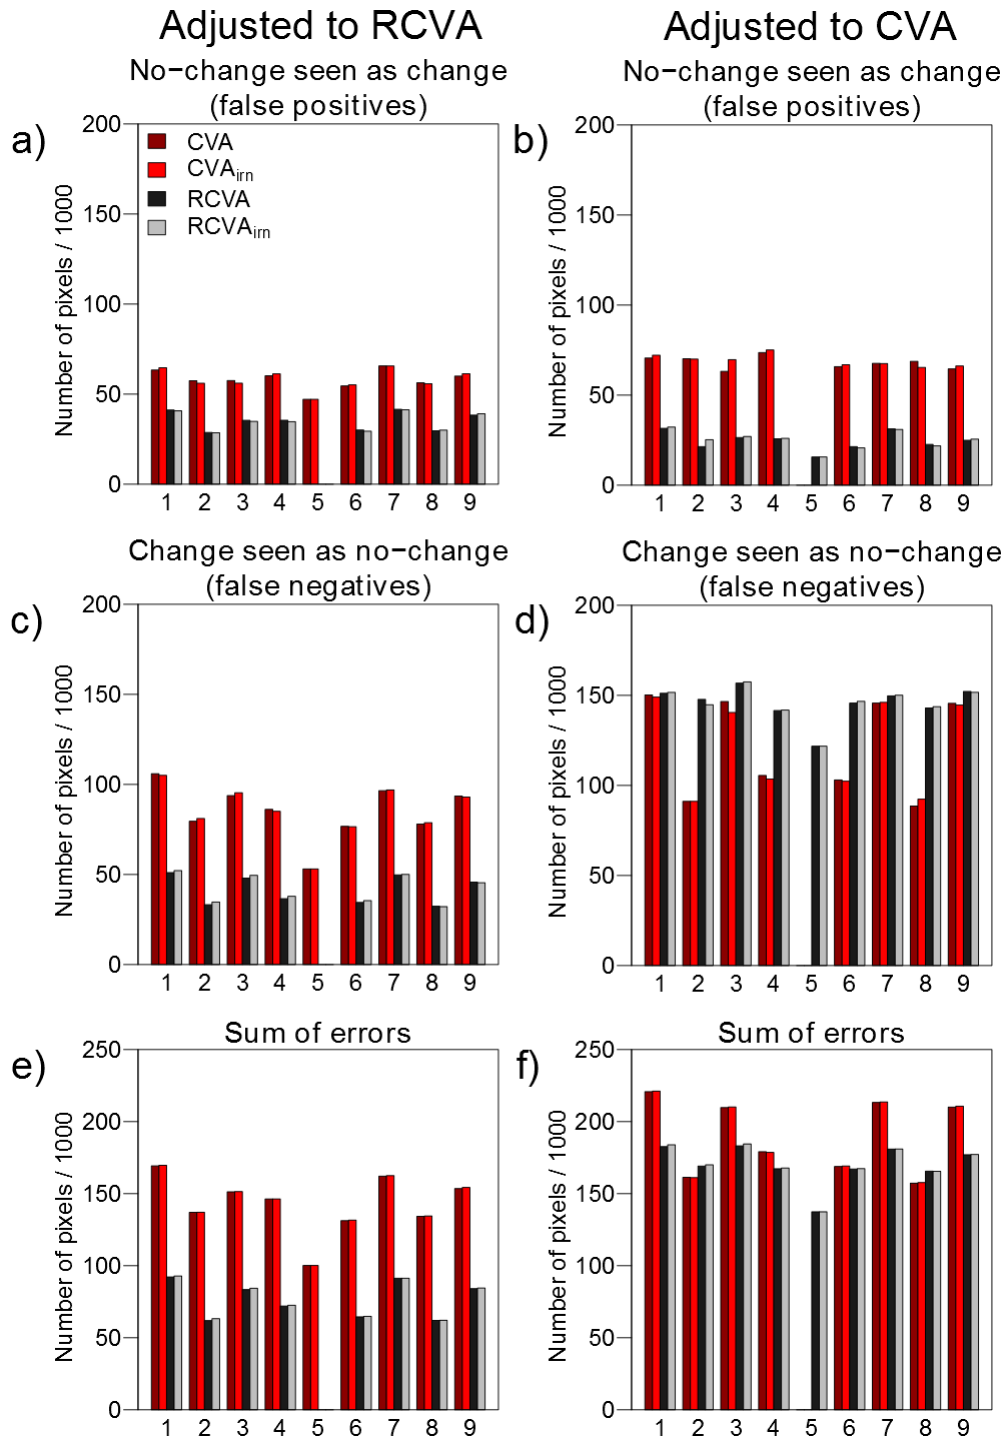 Adjusted to RCVA
Adjusted to CVA
No−change seen as change
(false positives)
No−change seen as change
(false positives)
a)
Number of pixels / 1000
200
150
100
50
0
CVA
CVAirn
RCVA
RCVAirn
1 2 3 4 5 6 7 8 9
b)
Number of pixels / 1000
200
150
100
50
0
1 2 3 4 5 6 7 8 9
Change seen as no−change
(false negatives)
Change seen as no−change
(false negatives)
c)
Number of pixels / 1000
200
150
100
50
0
1 2 3 4 5 6 7 8 9
d)
Number of pixels / 1000
200
150
100
50
0
1 2 3 4 5 6 7 8 9
Sum of errors
Sum of errors
e)
Number of pixels / 1000
250
200
150
100
50
0
1 2 3 4 5 6 7 8 9
f)
Number of pixels / 1000
250
200
150
100
50
0
1 2 3 4 5 6 7 8 9